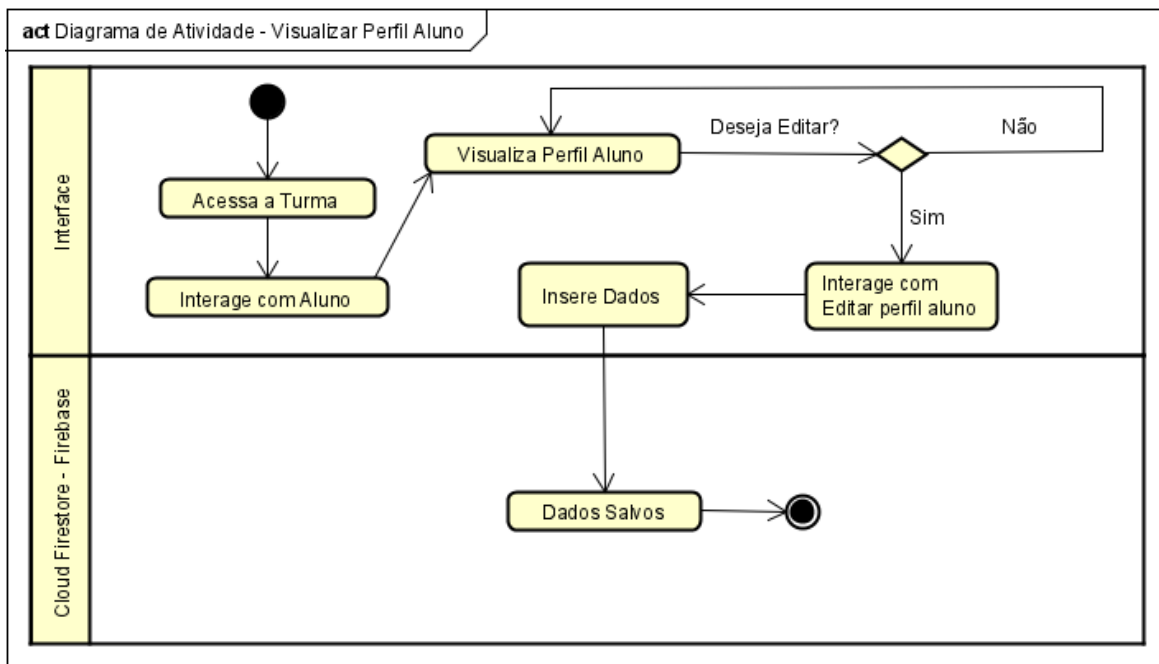 act Diagrama de Atividade - Visualizar Perfil Aluno
Interface
Acessa a Turma
Interage com Aluno
Visualiza Perfil Aluno
Deseja Editar?
Não
Sim
Interage com
Editar perfil aluno
Insere Dados
Cloud Firestore - Firebase
Dados Salvos